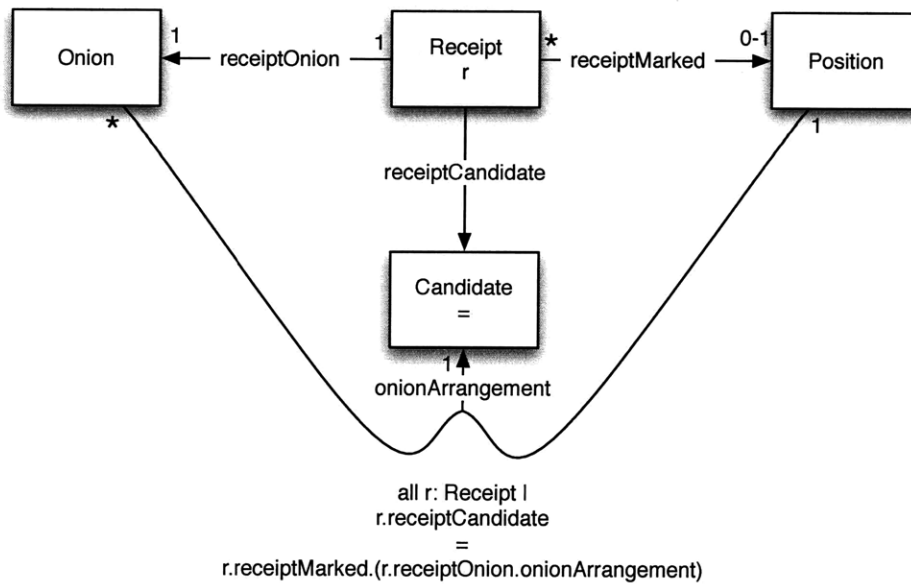 1 1 * 0-1
Onion receiptOnion Receipt receiptMarked Position
r
* 1
receiptCandidate
Candidate
=
1
onionArrangement
all r: Receipt |
r.receiptCandidate
=
r.receiptMarked.(r.receiptOnion.onionArrangement)